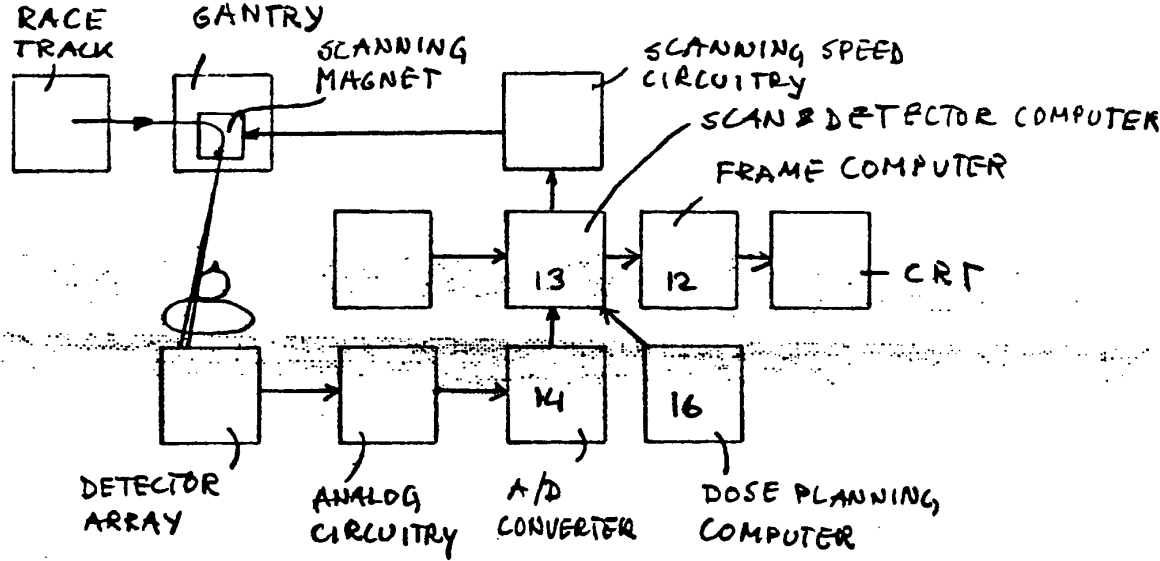 RACE
TRACK
GANTRY
SCANNING
MAGNET
SCANNING SPEED
CIRCUITRY
SCAN & DETECTOR COMPUTER
FRAME COMPUTER
13
12
CRT
14
16
DETECTOR
ARRAY
ANALOG
CIRCUITRY
A/D
CONVERTER
DOSE PLANNING
COMPUTER